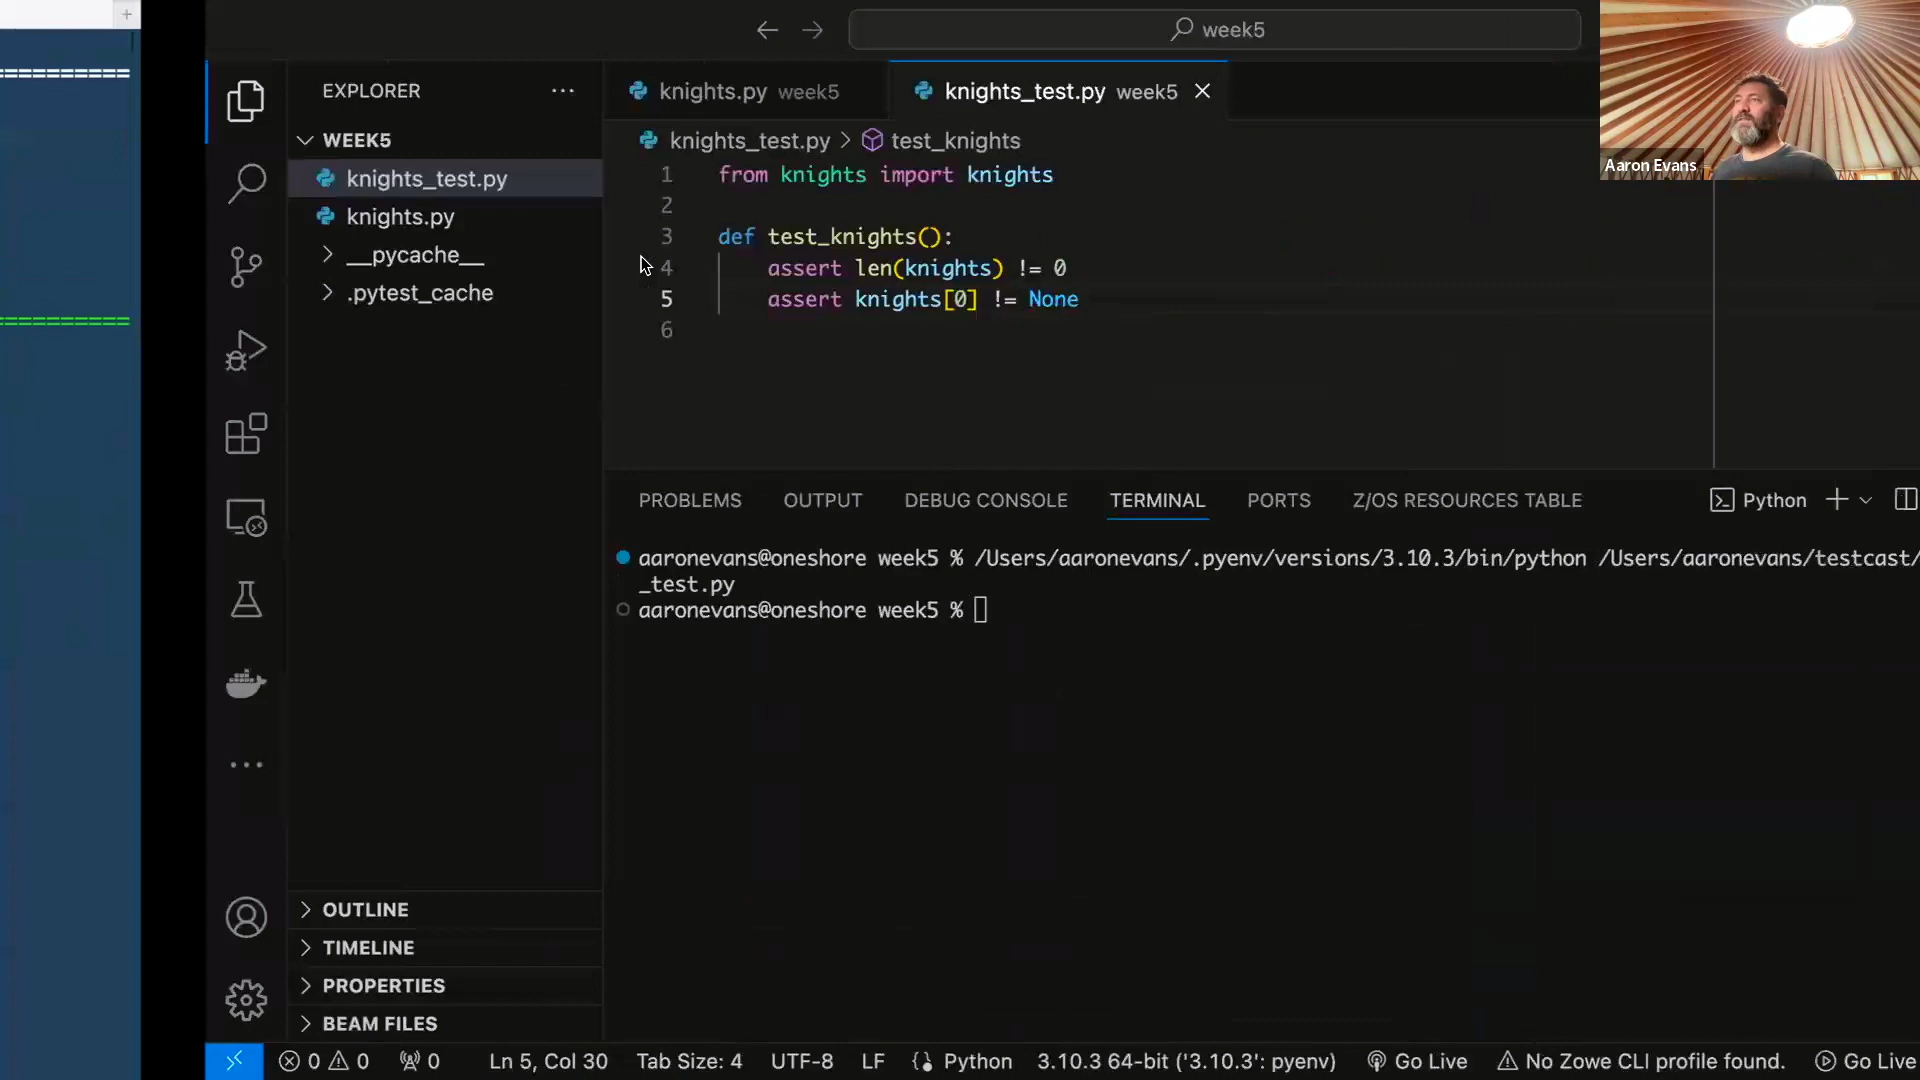 week5
Aaron Evans
EXPLORER
WEEK5
knights_test.py
knights.py
__pycache__
.pytest_cache
OUTLINE
TIMELINE
PROPERTIES
BEAM FILES
knights.py week5
knights_test.py week5
knights_test.py > test_knights
1 from knights import knights
2
3 def test_knights():
4 assert len(knights) != 0
5 assert knights[0] != None
6
PROBLEMS OUTPUT DEBUG CONSOLE TERMINAL PORTS Z/OS RESOURCES TABLE Python
aaronevans@oneshore week5 % /Users/aaronevans/.pyenv/versions/3.10.3/bin/python /Users/aaronevans/testcast/
_test.py
aaronevans@oneshore week5 %
0 0 0 Ln 5, Col 30 Tab Size: 4 UTF-8 LF Python 3.10.3 64-bit ('3.10.3': pyenv) Go Live No Zowe CLI profile found. Go Live